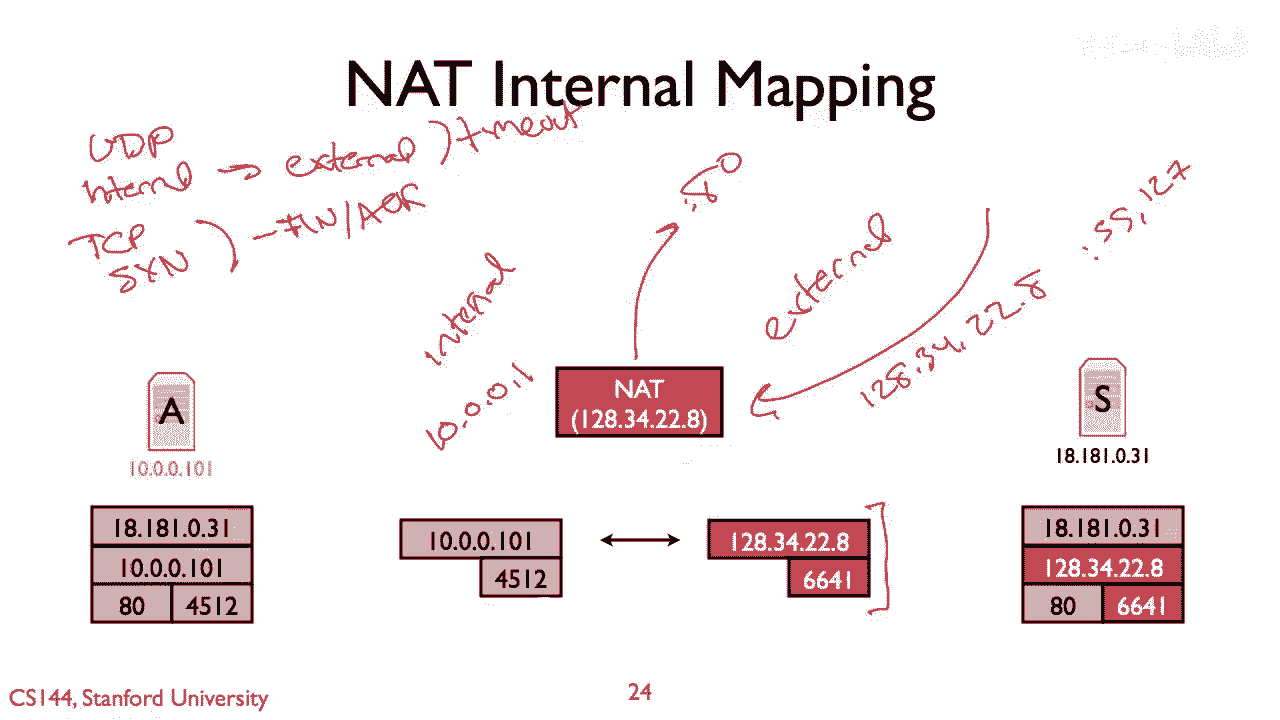 NAT Internal Mapping
UDP
internal → external ) timeout
TCP
SYN ) - FIN/ACK
:80
internal
10.0.0.1
external
128.34.22.8 :55,127
NAT
(128.34.22.8)
A
10.0.0.101
S
18.181.0.31
18.181.0.31
10.0.0.101
80 4512
10.0.0.101
4512
128.34.22.8
6641
18.181.0.31
128.34.22.8
80 6641
CS144, Stanford University
24